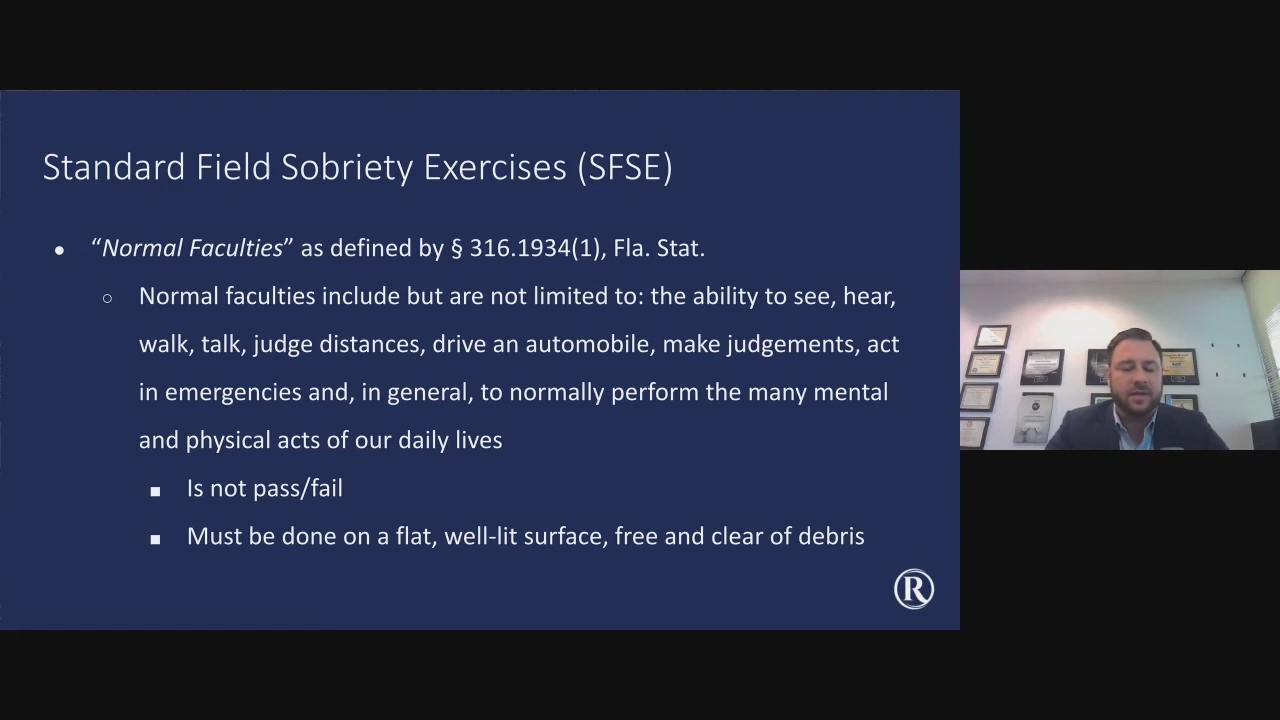 Standard Field Sobriety Exercises (SFSE)
● “Normal Faculties” as defined by § 316.1934(1), Fla. Stat.
○ Normal faculties include but are not limited to: the ability to see, hear,
walk, talk, judge distances, drive an automobile, make judgements, act
in emergencies and, in general, to normally perform the many mental
and physical acts of our daily lives
■ Is not pass/fail
■ Must be done on a flat, well-lit surface, free and clear of debris
R